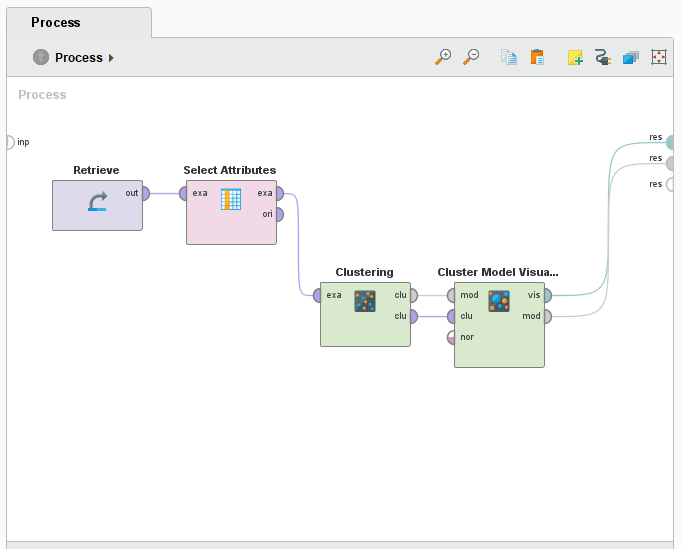 Process
Process
Process
inp
res
res
res
Retrieve
out
Select Attributes
exa exa
ori
Clustering
exa clu
clu
Cluster Model Visua...
mod vis
clu mod
nor